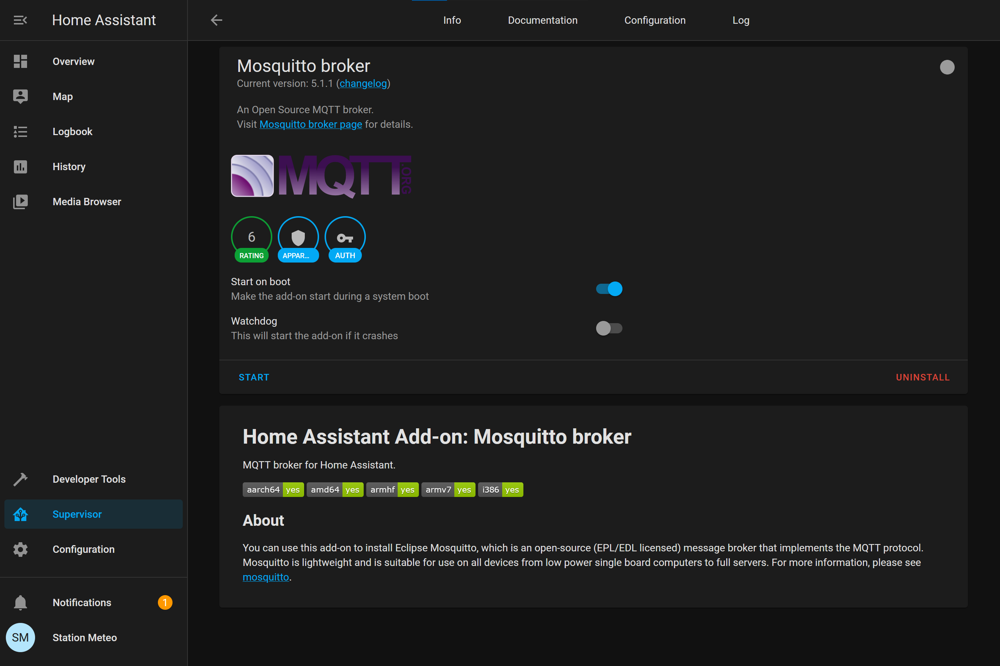 Home Assistant
Info Documentation Configuration Log
Overview
Map
Logbook
History
Media Browser
Developer Tools
Supervisor
Configuration
Notifications 1
SM Station Meteo
Mosquitto broker
Current version: 5.1.1 (changelog)
An Open Source MQTT broker.
Visit Mosquitto broker page for details.
MQTT.ORG
6
RATING APPAR... AUTH
Start on boot
Make the add-on start during a system boot
Watchdog
This will start the add-on if it crashes
START UNINSTALL
Home Assistant Add-on: Mosquitto broker
MQTT broker for Home Assistant.
aarch64 yes amd64 yes armhf yes armv7 yes i386 yes
About
You can use this add-on to install Eclipse Mosquitto, which is an open-source (EPL/EDL licensed) message broker that implements the MQTT protocol.
Mosquitto is lightweight and is suitable for use on all devices from low power single board computers to full servers. For more information, please see
mosquitto.